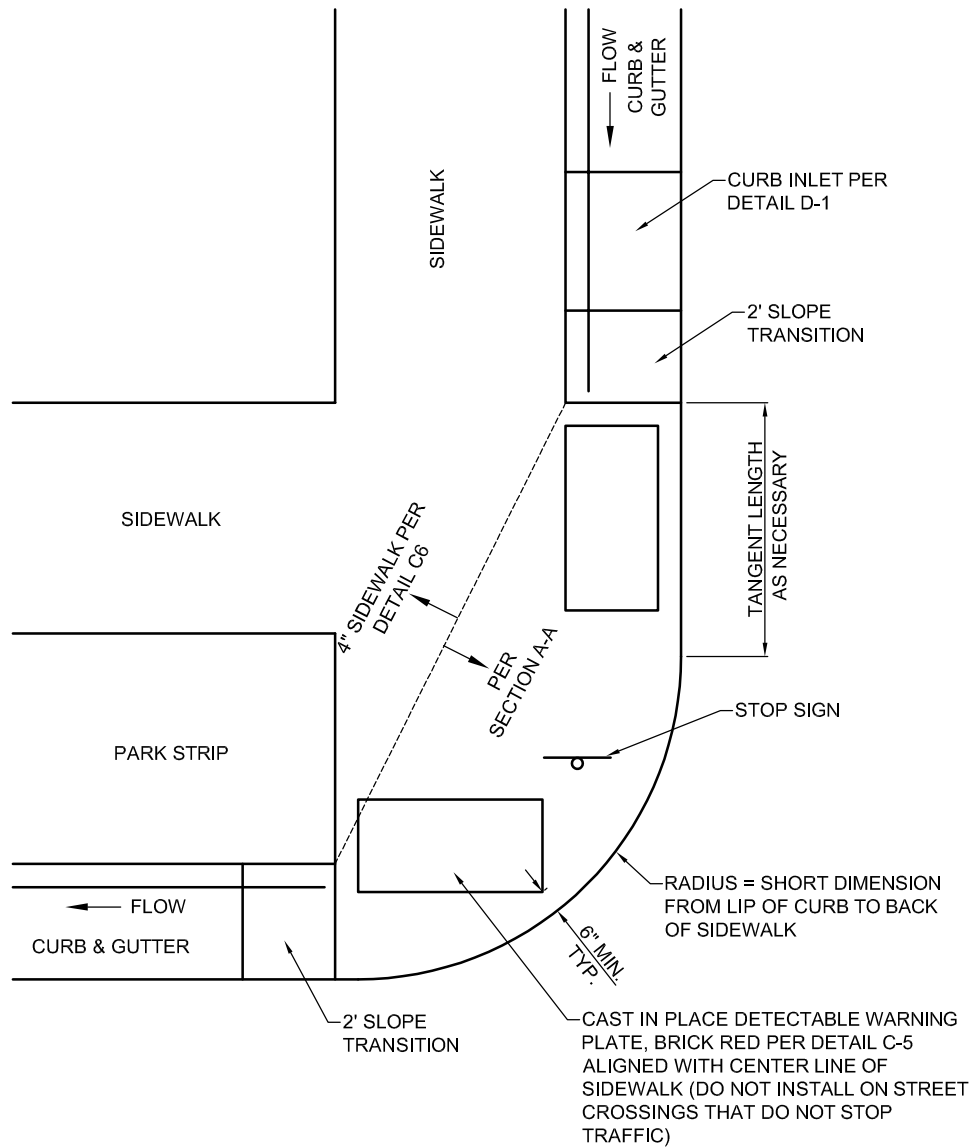 FLOW
CURB &
GUTTER
CURB INLET PER
DETAIL D-1
SIDEWALK
2' SLOPE
TRANSITION
TANGENT LENGTH
AS NECESSARY
SIDEWALK
4" SIDEWALK PER
DETAIL C6
PER
SECTION A-A
STOP SIGN
PARK STRIP
RADIUS = SHORT DIMENSION
FROM LIP OF CURB TO BACK
OF SIDEWALK
FLOW
CURB & GUTTER
6" MIN.
TYP.
2' SLOPE
TRANSITION
CAST IN PLACE DETECTABLE WARNING
PLATE, BRICK RED PER DETAIL C-5
ALIGNED WITH CENTER LINE OF
SIDEWALK (DO NOT INSTALL ON STREET
CROSSINGS THAT DO NOT STOP
TRAFFIC)